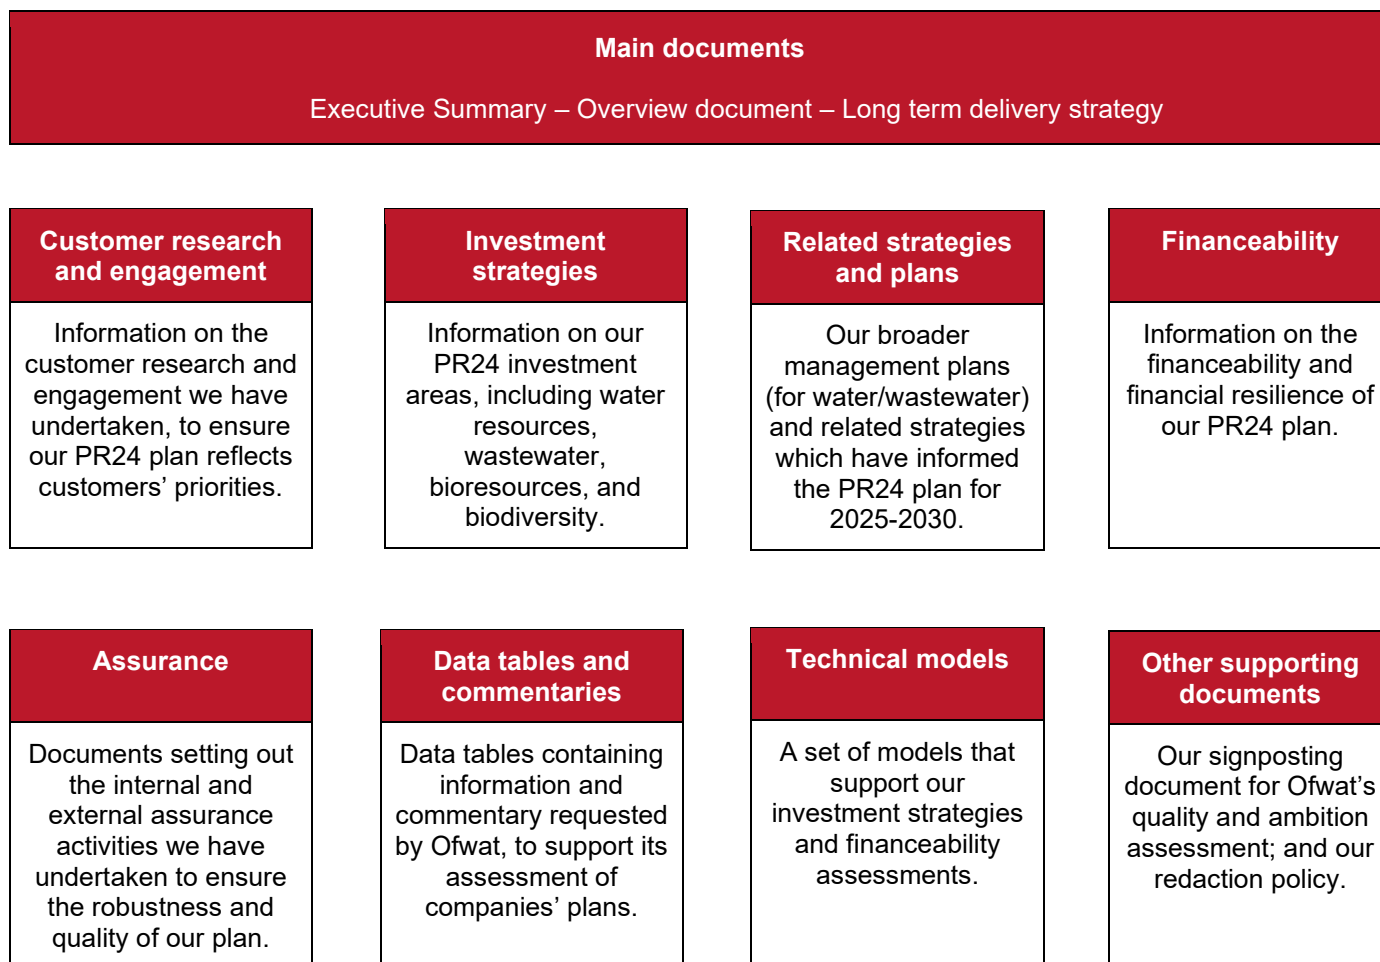 Main documents
Executive Summary – Overview document – Long term delivery strategy
Customer research
and engagement
Information on the
customer research and
engagement we have
undertaken, to ensure
our PR24 plan reflects
customers’ priorities.
Investment
strategies
Information on our
PR24 investment
areas, including water
resources,
wastewater,
bioresources, and
biodiversity.
Related strategies
and plans
Our broader
management plans
(for water/wastewater)
and related strategies
which have informed
the PR24 plan for
2025-2030.
Financeability
Information on the
financeability and
financial resilience of
our PR24 plan.
Assurance
Documents setting out
the internal and
external assurance
activities we have
undertaken to ensure
the robustness and
quality of our plan.
Data tables and
commentaries
Data tables containing
information and
commentary requested
by Ofwat, to support its
assessment of
companies’ plans.
Technical models
A set of models that
support our
investment strategies
and financeability
assessments.
Other supporting
documents
Our signposting
document for Ofwat’s
quality and ambition
assessment; and our
redaction policy.